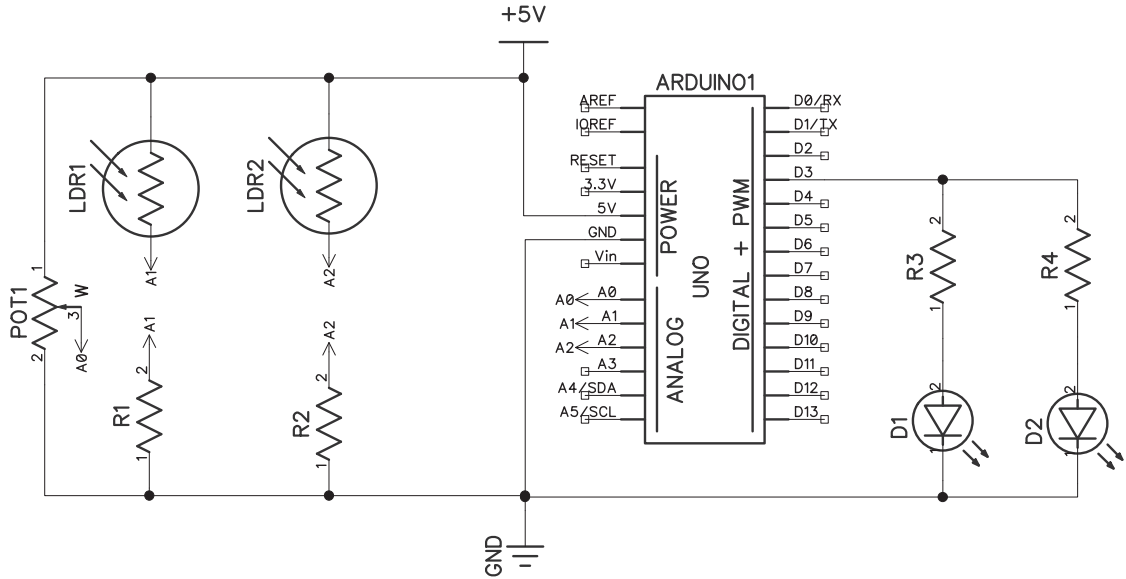 +5V
ARDUINO1
AREF
IOREF
RESET
3.3V
5V
GND
Vin
A0 A0
A1 A1
A2 A2
A3
A4/SDA
A5/SCL
POWER
ANALOG
UNO
DIGITAL + PWM
D0/RX
D1/TX
D2
D3
D4
D5
D6
D7
D8
D9
D10
D11
D12
D13
LDR1
A1
LDR2
A2
POT1
1
W
3
2
A0
A1
2
R1
1
A2
2
R2
1
2
R3
1
2
R4
1
2
D1
1
2
D2
1
GND